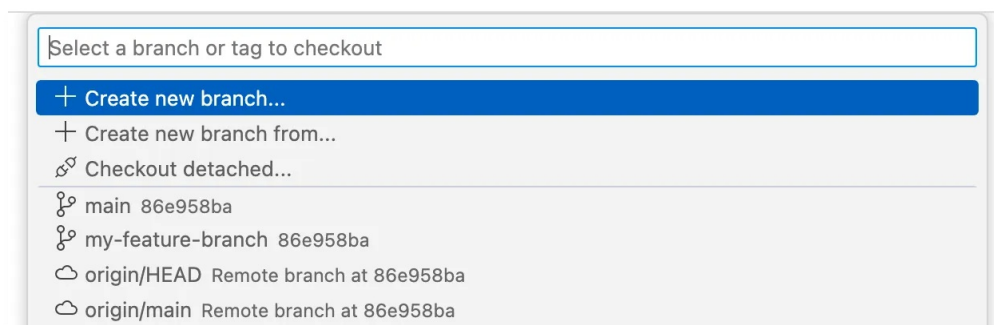 Select a branch or tag to checkout
Create new branch...
Create new branch from...
Checkout detached...
main 86e958ba
my-feature-branch 86e958ba
origin/HEAD Remote branch at 86e958ba
origin/main Remote branch at 86e958ba